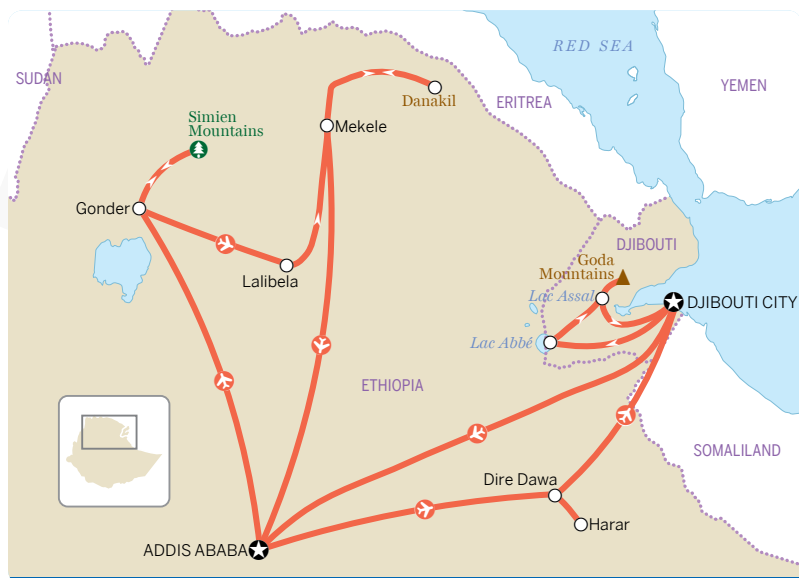 RED SEA
SUDAN
YEMEN
Danakil
ERITREA
Simien
Mountains
Mekele
Gonder
DJIBOUTI
Goda
Mountains
Lalibela
Lac Assal
DJIBOUTI CITY
Lac Abbé
ETHIOPIA
SOMALILAND
Dire Dawa
Harar
ADDIS ABABA